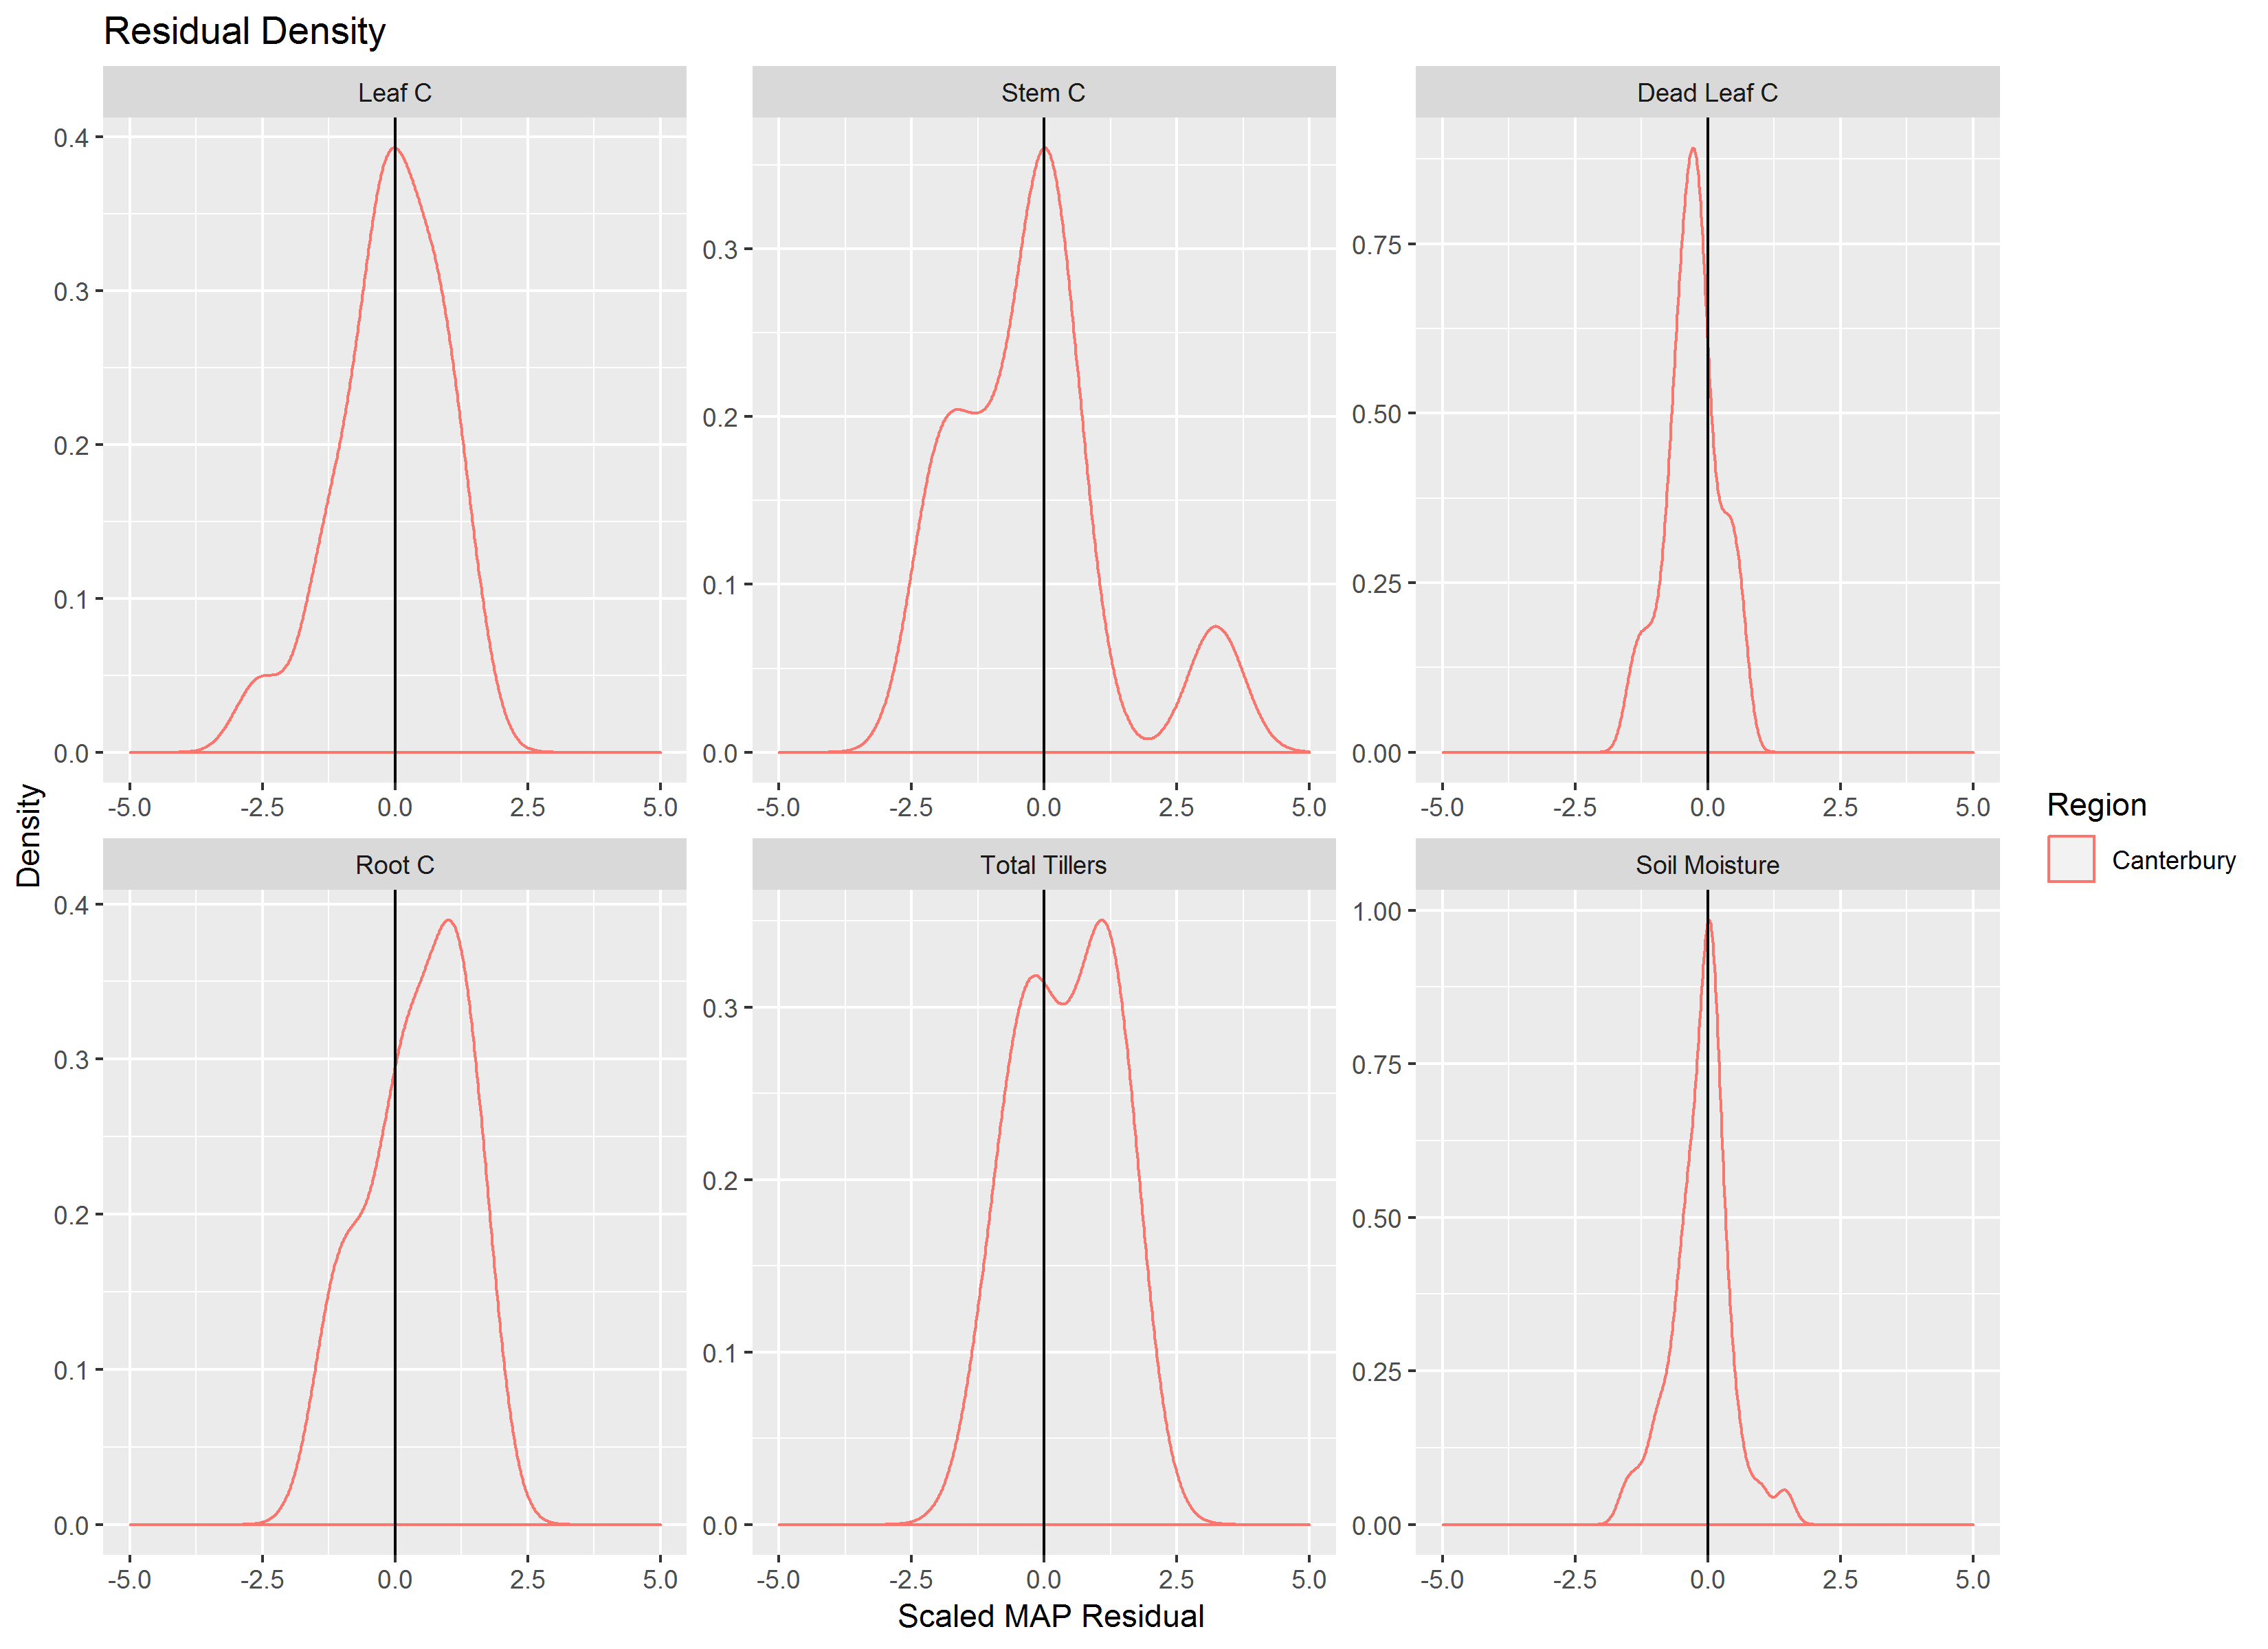 Residual Density
Leaf C
Stem C
Dead Leaf C
0.4
0.3
0.2
0.1
0.0
0.3
0.2
0.1
0.0
0.75
0.50
0.25
0.00
-5.0 -2.5 0.0 2.5 5.0
-5.0 -2.5 0.0 2.5 5.0
-5.0 -2.5 0.0 2.5 5.0
Density
Root C
Total Tillers
Soil Moisture
0.4
0.3
0.2
0.1
0.0
0.3
0.2
0.1
0.0
1.00
0.75
0.50
0.25
0.00
-5.0 -2.5 0.0 2.5 5.0
-5.0 -2.5 0.0 2.5 5.0
-5.0 -2.5 0.0 2.5 5.0
Scaled MAP Residual
Region
Canterbury